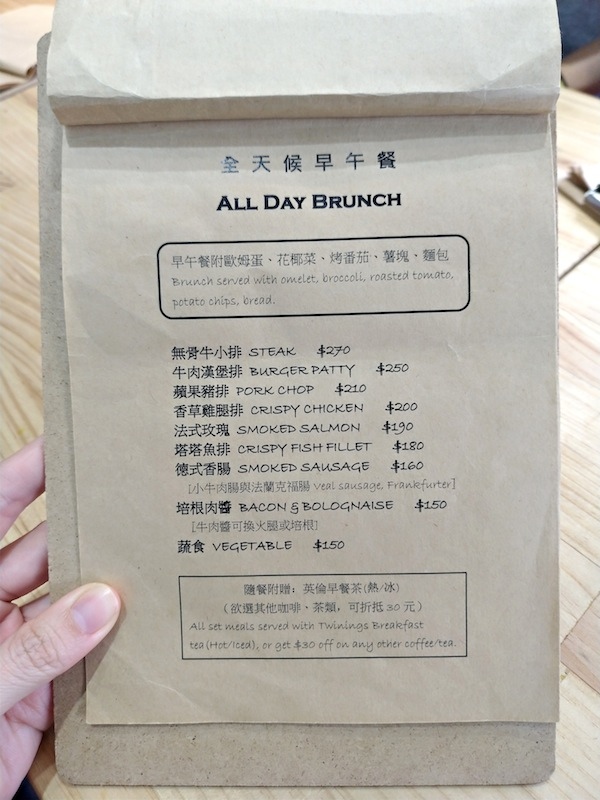 全天候早午餐
ALL DAY BRUNCH
早午餐附歐姆蛋、花椰菜、烤番茄、薯塊、麵包
Brunch served with omelet, broccoli, roasted tomato,
potato chips, bread.
無骨牛小排 STEAK $270
牛肉漢堡排 BURGER PATTY $250
蘋果豬排 PORK CHOP $210
香草雞腿排 CRISPY CHICKEN $200
法式玫瑰 SMOKED SALMON $190
塔塔魚排 CRISPY FISH FILLET $180
德式香腸 SMOKED SAUSAGE $160
[小牛肉腸與法蘭克福腸 Veal sausage, Frankfurter]
培根肉醬 BACON & BOLOGNAISE $150
[牛肉醬可換火腿或培根]
蔬食 VEGETABLE $150
隨餐附贈：英倫早餐茶(熱/冰)
（欲選其他咖啡、茶類，可折抵 30 元）
All set meals served with Twinings Breakfast
tea(Hot/Iced), or get $30 off on any other coffee/tea.